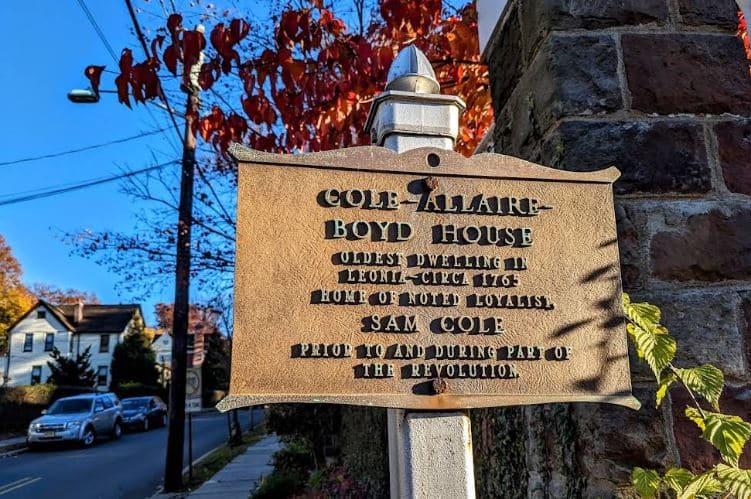 COLE-ALLAIRE-
BOYD HOUSE
OLDEST DWELLING IN
LEONIA-CIRCA 1765
HOME OF NOTED LOYALIST,
SAM COLE
PRIOR TO AND DURING PART OF
THE REVOLUTION.